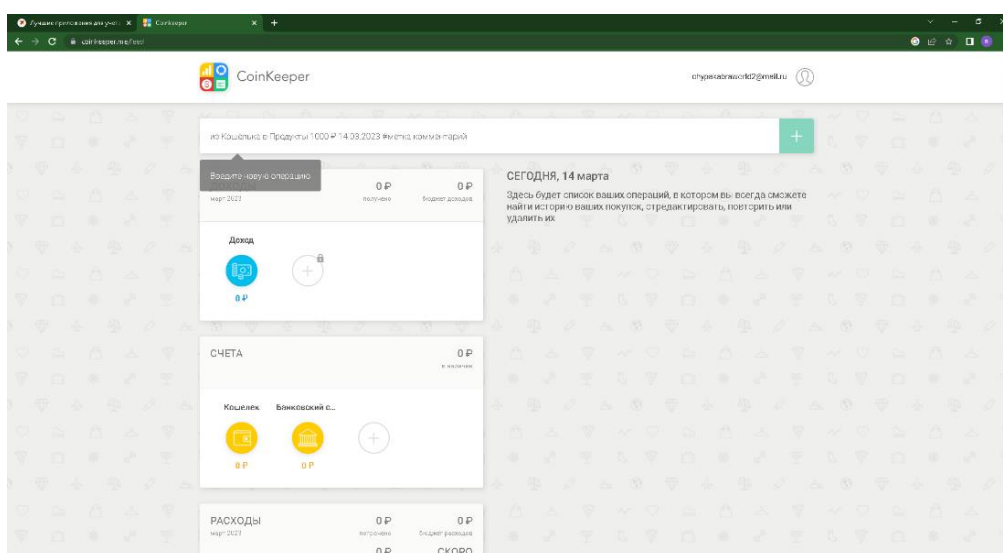 Лучшие приложения для учет
Coinkeeper
coinkeeper.me/feed
CoinKeeper
из Кошелька в Продукты 1000 ₽ 14.03.2023 #метка комментарий
Введите новую операцию
0 ₽ 0 ₽
март 2023 получено бюджет доходов
Доход
0 ₽
СЧЕТА 0 ₽
в наличии
Кошелек Банковский с...
0 ₽ 0 ₽
РАСХОДЫ 0 ₽ 0 ₽
март 2023 потрачено бюджет расходов
0 ₽ СКОРО
СЕГОДНЯ, 14 марта
Здесь будет список ваших операций, в котором вы всегда сможете
найти историю ваших покупок, отредактировать, повторить или
удалить их